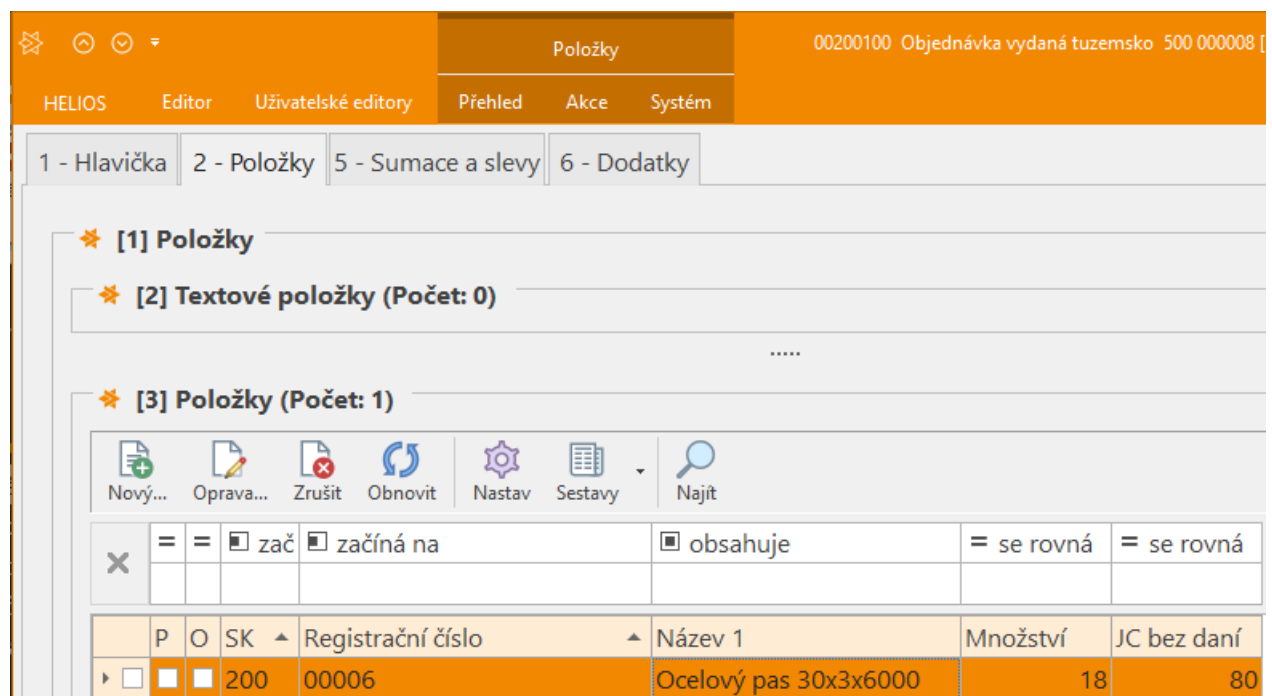 Položky
00200100 Objednávka vydaná tuzemsko 500 000008 [
HELIOS Editor Uživatelské editory Přehled Akce Systém
1 - Hlavička 2 - Položky 5 - Sumace a slevy 6 - Dodatky
[1] Položky
[2] Textové položky (Počet: 0)
.....
[3] Položky (Počet: 1)
Nový... Oprava... Zrušit Obnovit Nastav Sestavy Najít
= = zač začíná na obsahuje = se rovná = se rovná
P O SK Registrační číslo Název 1 Množství JC bez daní
200 00006 Ocelový pas 30x3x6000 18 80